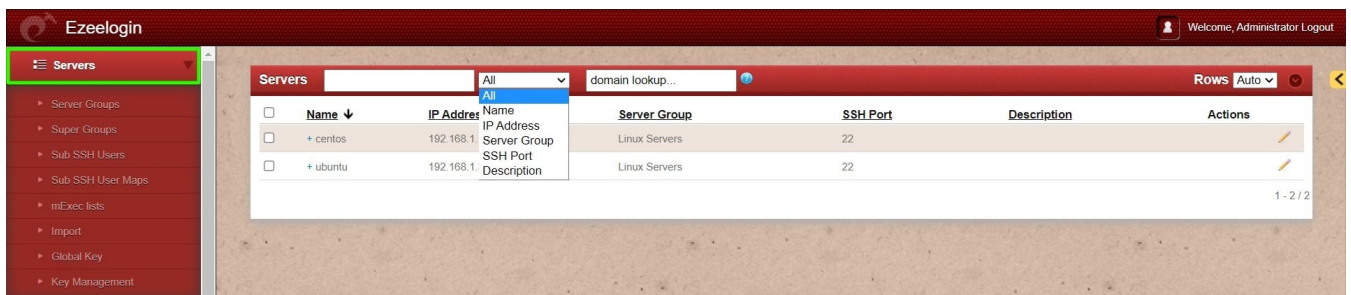 Ezeelogin
Welcome, Administrator Logout
Servers
Server Groups
Super Groups
Sub SSH Users
Sub SSH User Maps
mExec lists
Import
Global Key
Key Management
Servers All domain lookup... Rows Auto
All
Name
IP Address
Server Group
SSH Port
Description
Name IP Addres Server Group SSH Port Description Actions
+ centos 192.168.1. Linux Servers 22
+ ubuntu 192.168.1. Linux Servers 22
1 - 2 / 2